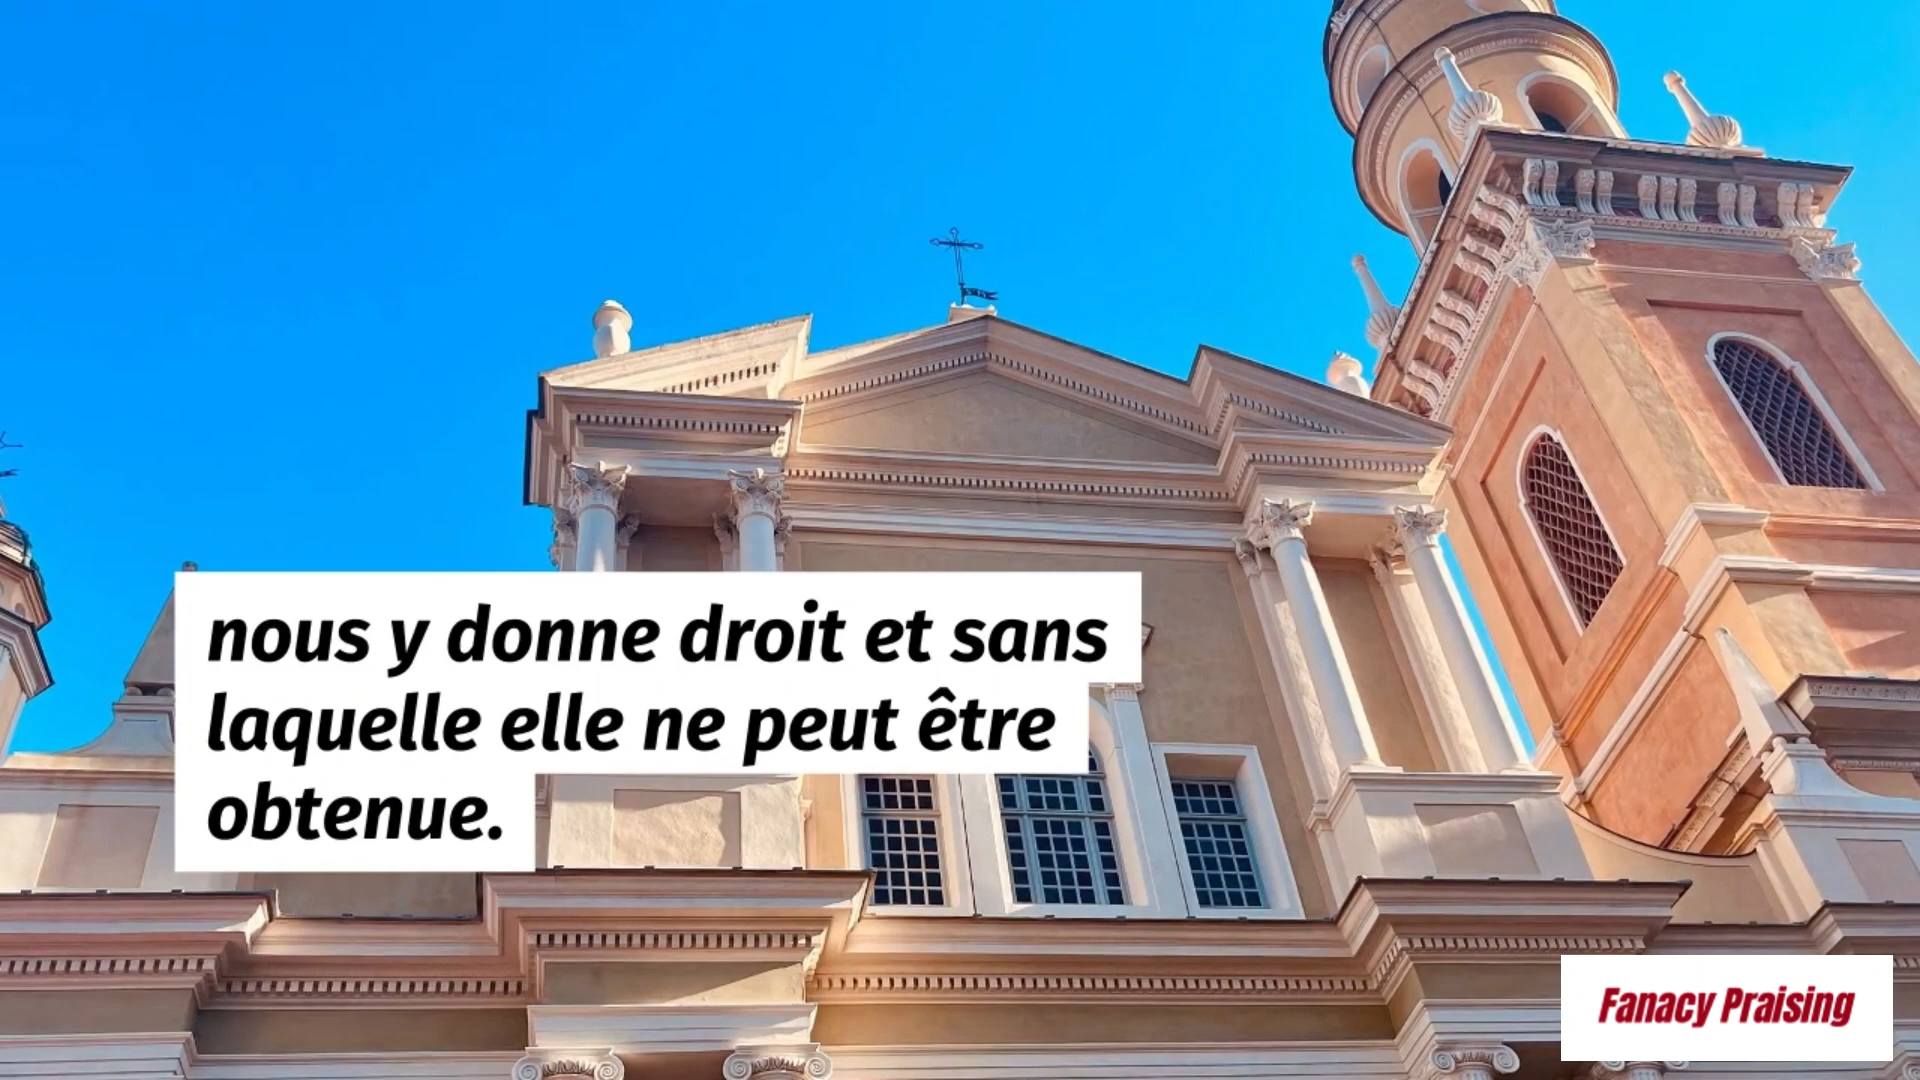 nous y donne droit et sans
laquelle elle ne peut être
obtenue.
Fanacy Praising